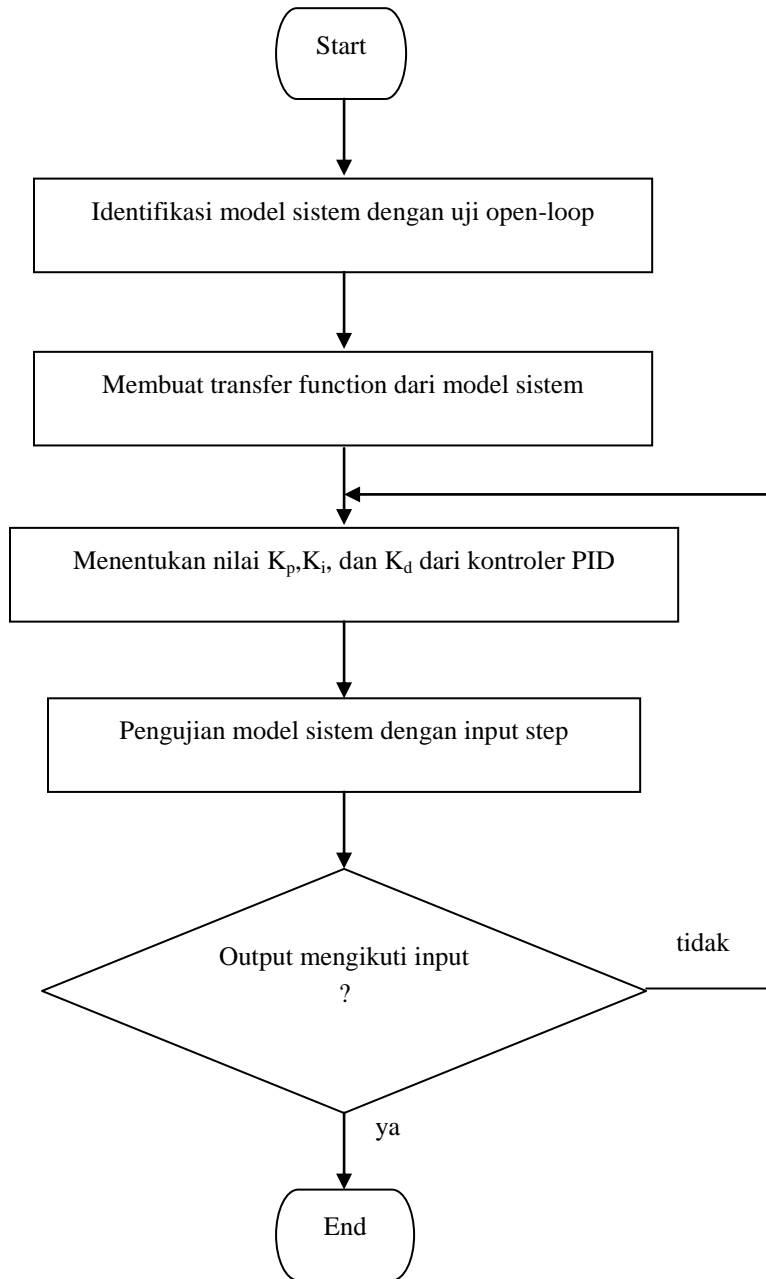 Start
Identifikasi model sistem dengan uji open-loop
Membuat transfer function dari model sistem
Menentukan nilai Kp,Ki, dan Kd dari kontroler PID
Pengujian model sistem dengan input step
Output mengikuti input
?
tidak
ya
End